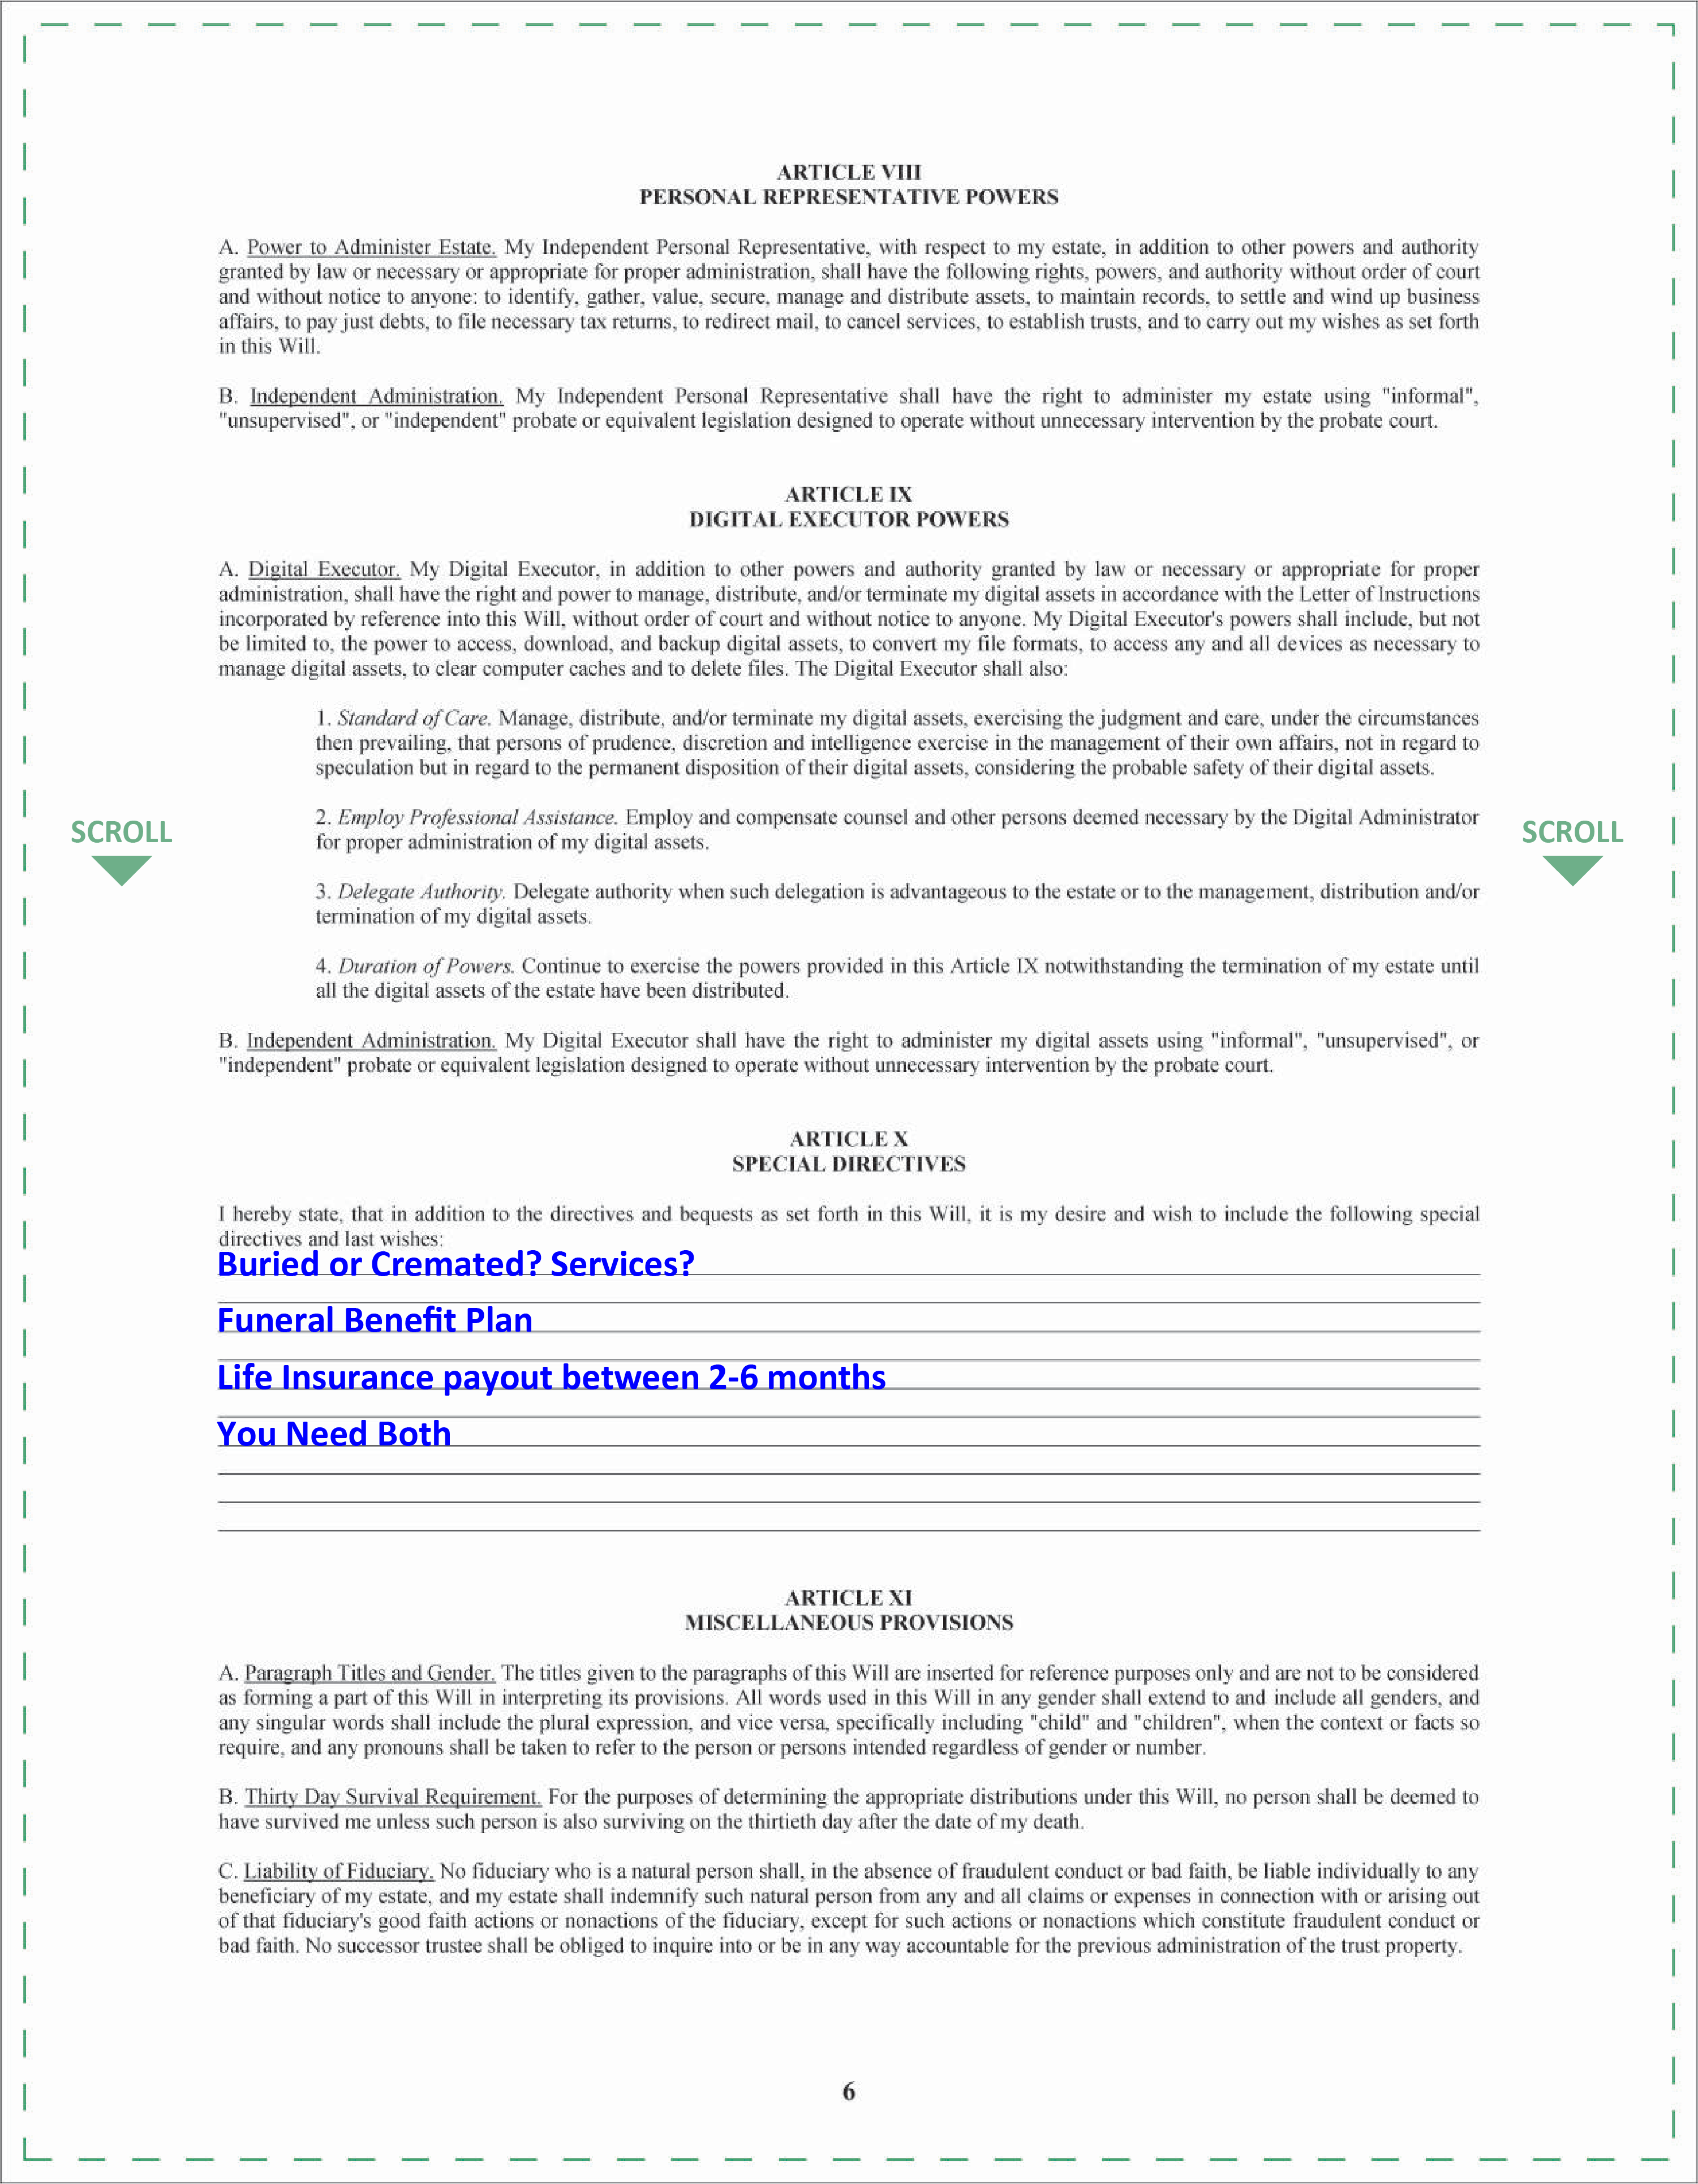 ARTICLE VIII
PERSONAL REPRESENTATIVE POWERS
A. Power to Administer Estate. My Independent Personal Representative, with respect to my estate, in addition to other powers and authority
granted by law or necessary or appropriate for proper administration, shall have the following rights, powers, and authority without order of court
and without notice to anyone: to identify, gather, value, secure, manage and distribute assets, to maintain records, to settle and wind up business
affairs, to pay just debts, to file necessary tax returns, to redirect mail, to cancel services, to establish trusts, and to carry out my wishes as set forth
in this Will.
B. Independent Administration. My Independent Personal Representative shall have the right to administer my estate using "informal",
"unsupervised", or "independent" probate or equivalent legislation designed to operate without unnecessary intervention by the probate court.
ARTICLE IX
DIGITAL EXECUTOR POWERS
A. Digital Executor. My Digital Executor, in addition to other powers and authority granted by law or necessary or appropriate for proper
administration, shall have the right and power to manage, distribute, and/or terminate my digital assets in accordance with the Letter of Instructions
incorporated by reference into this Will, without order of court and without notice to anyone. My Digital Executor's powers shall include, but not
be limited to, the power to access, download, and backup digital assets, to convert my file formats, to access any and all devices as necessary to
manage digital assets, to clear computer caches and to delete files. The Digital Executor shall also:
1. Standard of Care. Manage, distribute, and/or terminate my digital assets, exercising the judgment and care, under the circumstances
then prevailing, that persons of prudence, discretion and intelligence exercise in the management of their own affairs, not in regard to
speculation but in regard to the permanent disposition of their digital assets, considering the probable safety of their digital assets.
2. Employ Professional Assistance. Employ and compensate counsel and other persons deemed necessary by the Digital Administrator
for proper administration of my digital assets.
SCROLL
SCROLL
3. Delegate Authority. Delegate authority when such delegation is advantageous to the estate or to the management, distribution and/or
termination of my digital assets.
4. Duration of Powers. Continue to exercise the powers provided in this Article IX notwithstanding the termination of my estate until
all the digital assets of the estate have been distributed.
B. Independent Administration. My Digital Executor shall have the right to administer my digital assets using "informal", "unsupervised", or
"independent" probate or equivalent legislation designed to operate without unnecessary intervention by the probate court.
ARTICLE X
SPECIAL DIRECTIVES
I hereby state, that in addition to the directives and bequests as set forth in this Will, it is my desire and wish to include the following special
directives and last wishes:
Buried or Cremated? Services?
Funeral Benefit Plan
Life Insurance payout between 2-6 months
You Need Both
ARTICLE XI
MISCELLANEOUS PROVISIONS
A. Paragraph Titles and Gender. The titles given to the paragraphs of this Will are inserted for reference purposes only and are not to be considered
as forming a part of this Will in interpreting its provisions. All words used in this Will in any gender shall extend to and include all genders, and
any singular words shall include the plural expression, and vice versa, specifically including "child" and "children", when the context or facts so
require, and any pronouns shall be taken to refer to the person or persons intended regardless of gender or number.
B. Thirty Day Survival Requirement. For the purposes of determining the appropriate distributions under this Will, no person shall be deemed to
have survived me unless such person is also surviving on the thirtieth day after the date of my death.
C. Liability of Fiduciary. No fiduciary who is a natural person shall, in the absence of fraudulent conduct or bad faith, be liable individually to any
beneficiary of my estate, and my estate shall indemnify such natural person from any and all claims or expenses in connection with or arising out
of that fiduciary's good faith actions or nonactions of the fiduciary, except for such actions or nonactions which constitute fraudulent conduct or
bad faith. No successor trustee shall be obliged to inquire into or be in any way accountable for the previous administration of the trust property.
6